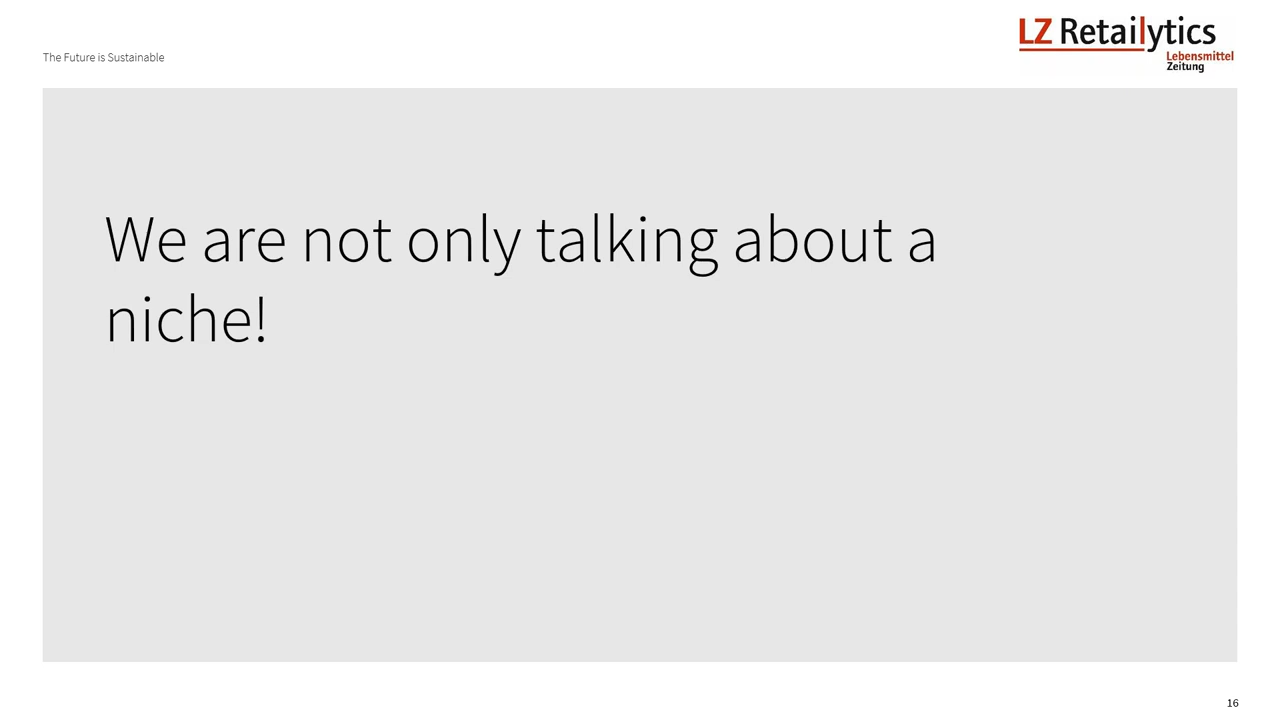 The Future is Sustainable
LZ Retailytics
Lebensmittel
Zeitung
We are not only talking about a
niche!
16